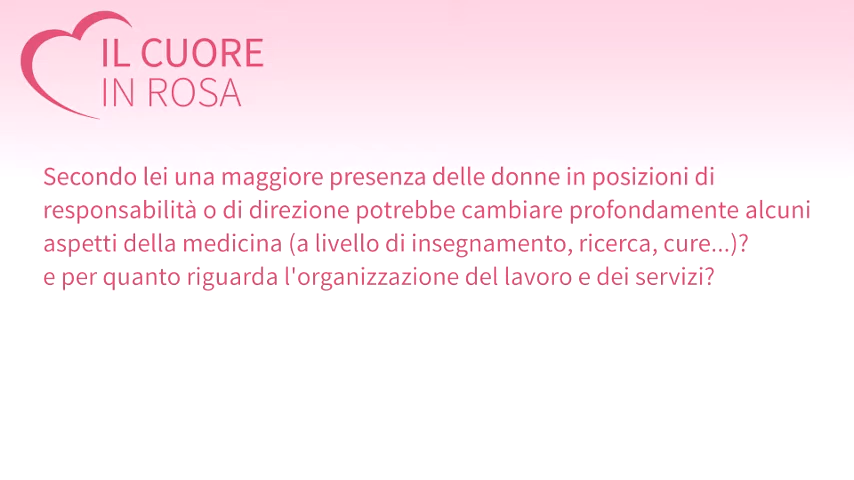 IL CUORE
IN ROSA
Secondo lei una maggiore presenza delle donne in posizioni di
responsabilità o di direzione potrebbe cambiare profondamente alcuni
aspetti della medicina (a livello di insegnamento, ricerca, cure...)?
e per quanto riguarda l'organizzazione del lavoro e dei servizi?